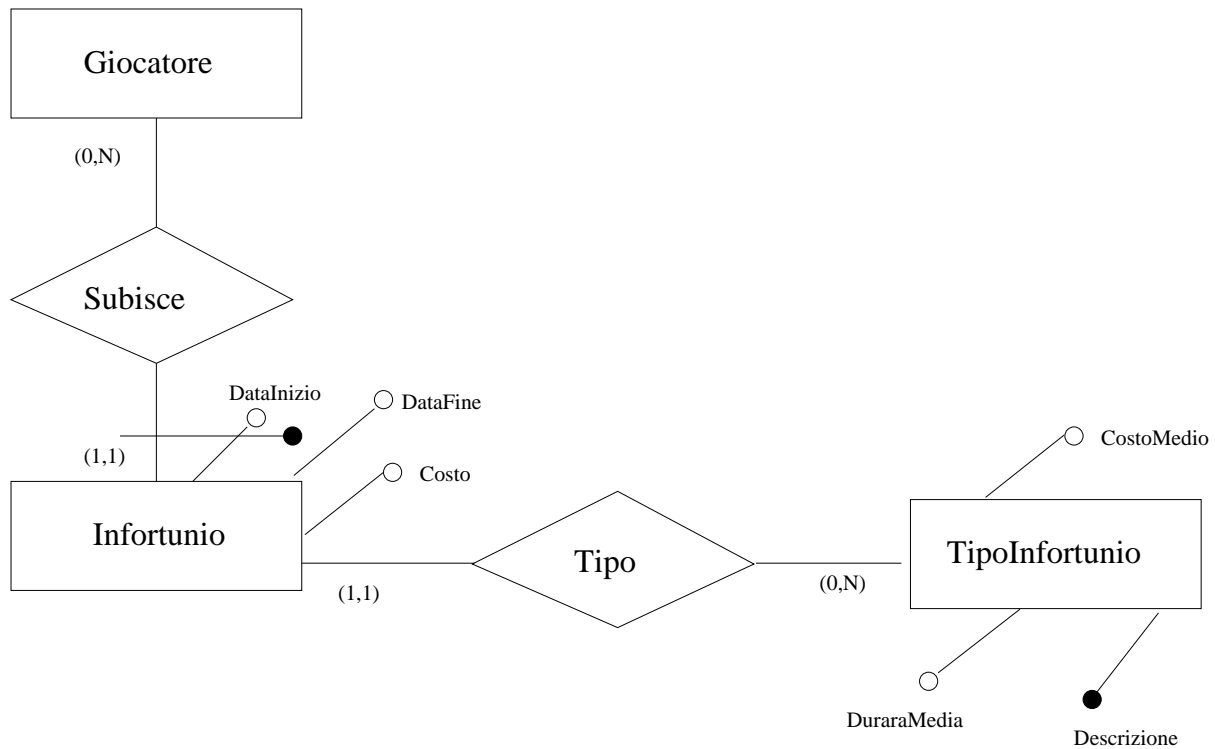 Giocatore
(0,N)
Subisce
DataInizio
DataFine
(1,1)
Costo
CostoMedio
Infortunio
Tipo
TipoInfortunio
(1,1)
(0,N)
DuraraMedia
Descrizione